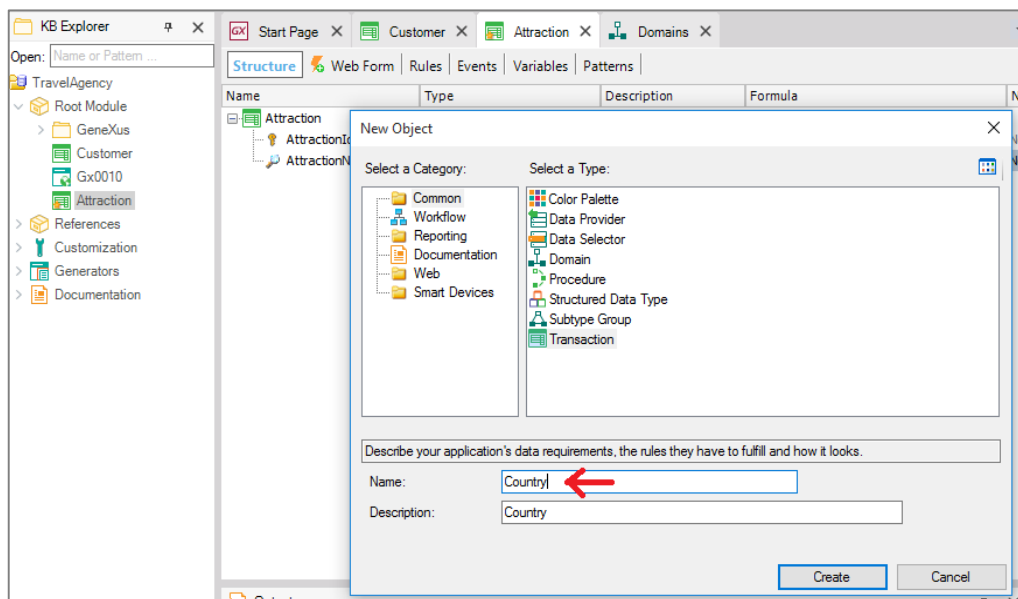 KB Explorer
Open: Name or Pattern ...
TravelAgency
Root Module
GeneXus
Customer
Gx0010
Attraction
References
Customization
Generators
Documentation
GX Start Page Customer Attraction Domains
Structure Web Form Rules Events Variables Patterns
Name Type Description Formula
Attraction
AttractionI
AttractionN
New Object
Select a Category: Select a Type:
Common
Workflow
Reporting
Documentation
Web
Smart Devices
Color Palette
Data Provider
Data Selector
Domain
Procedure
Structured Data Type
Subtype Group
Transaction
Describe your application's data requirements, the rules they have to fulfill and how it looks.
Name: Country
Description: Country
Create Cancel